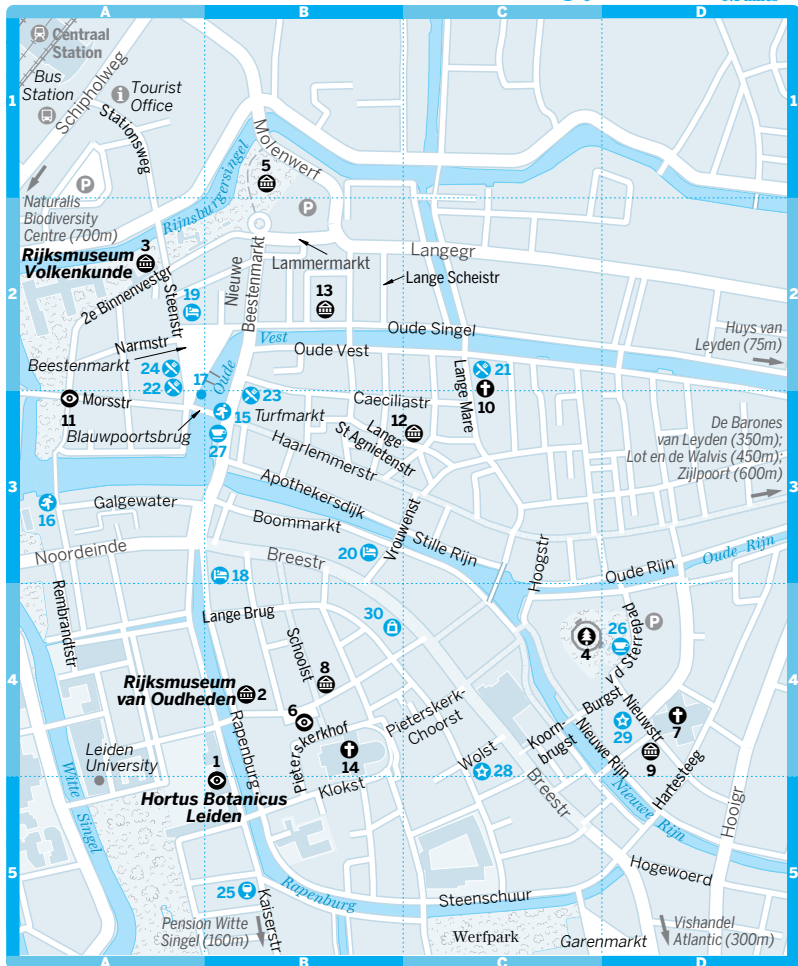 A
B
C
D
1
1
Centraal
Station
Bus
Station
Tourist
Office
Schipholweg
Stationsweg
Molenwerf
5
P
P
Rijnsburgersingel
Naturalis
Biodiversity
Centre (700m)
3
Rijksmuseum
Volkenkunde
2e Binnenvestgr
Steenstr
19
Nieuwe
Beestenmarkt
Lammermarkt
Langegr
Lange Scheistr
13
2
2
Narmstr
Beestenmarkt
Vest
Oude
Oude Singel
Oude Vest
Huys van
Leyden (75m)
24
22
17
23
Lange Mare
21
10
Morsstr
11
Blauwpoortsbrug
15
Turfmarkt
27
Caeciliastr
12
Lange
St Agnietenstr
Haarlemmerstr
De Barones
van Leyden (350m);
Lot en de Walvis (450m);
Zijlpoort (600m)
3
3
16
Galgewater
Apothekersdijk
Boommarkt
Vrouwenst
Stille Rijn
Hoogstr
Noordeinde
Breestr
20
18
Oude Rijn
Oude Rijn
Rembrandtstr
Lange Brug
30
Schoolst
8
4
26
P
v d Sterrepad
4
4
Rijksmuseum
van Oudheden
2
6
Pieterskerkhof
Pieterskerk-
Choorst
14
Burgst
Nieuwstr
29
7
9
Koorn-
brugst
Nieuwe Rijn
Hartesteeg
Leiden
University
1
Rapenburg
Wolst
28
Hortus Botanicus
Leiden
Klokst
Breestr
Nieuwe Rijn
Hooigr
Witte
Singel
5
5
Hogewoerd
25
Kaiserstr
Rapenburg
Steenschuur
Pension Witte
Singel (160m)
Werfpark
Garenmarkt
Vishandel
Atlantic (300m)
A
B
C
D